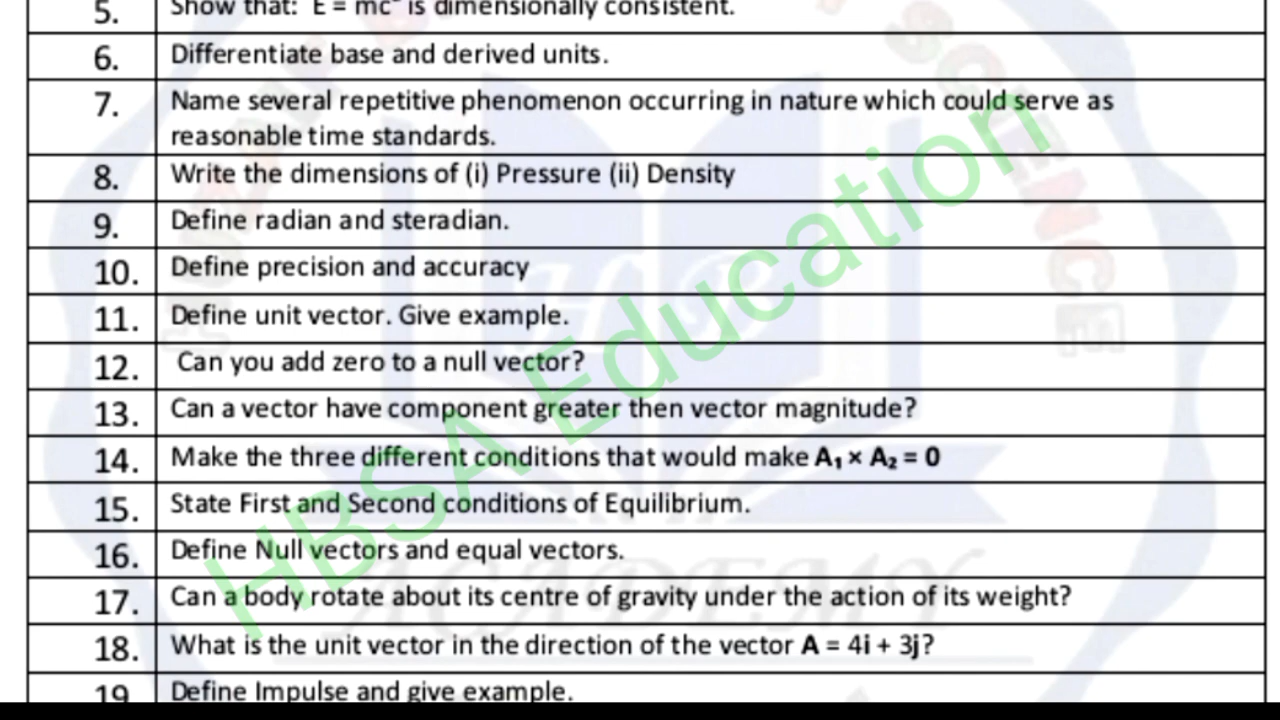 5. Show that: E = mc² is dimensionally consistent.
6. Differentiate base and derived units.
7. Name several repetitive phenomenon occurring in nature which could serve as
reasonable time standards.
8. Write the dimensions of (i) Pressure (ii) Density
9. Define radian and steradian.
10. Define precision and accuracy
11. Define unit vector. Give example.
12. Can you add zero to a null vector?
13. Can a vector have component greater then vector magnitude?
14. Make the three different conditions that would make A₁ × A₂ = 0
15. State First and Second conditions of Equilibrium.
16. Define Null vectors and equal vectors.
17. Can a body rotate about its centre of gravity under the action of its weight?
18. What is the unit vector in the direction of the vector A = 4i + 3j?
19 Define Impulse and give example.
HBSA Education
SCIENCE
ACADEMY